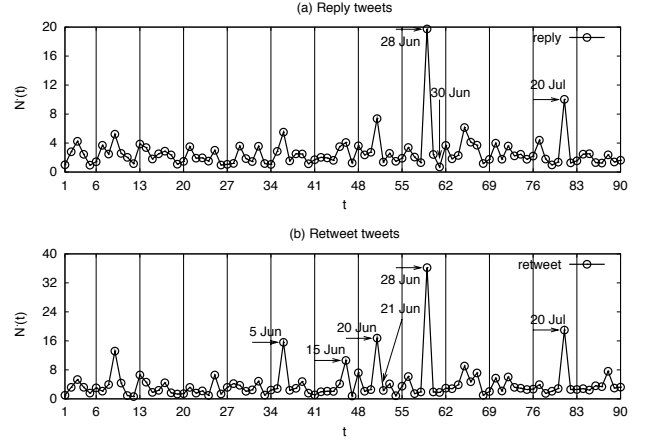 (a) Reply tweets
20
16
12
8
4
0
N'(t)
reply
28 Jun
30 Jun
20 Jul
1 6 13 20 27 34 41 48 55 62 69 76 83 90
t
(b) Retweet tweets
40
32
24
16
8
0
N'(t)
retweet
28 Jun
21 Jun
20 Jun
5 Jun
15 Jun
20 Jul
1 6 13 20 27 34 41 48 55 62 69 76 83 90
t